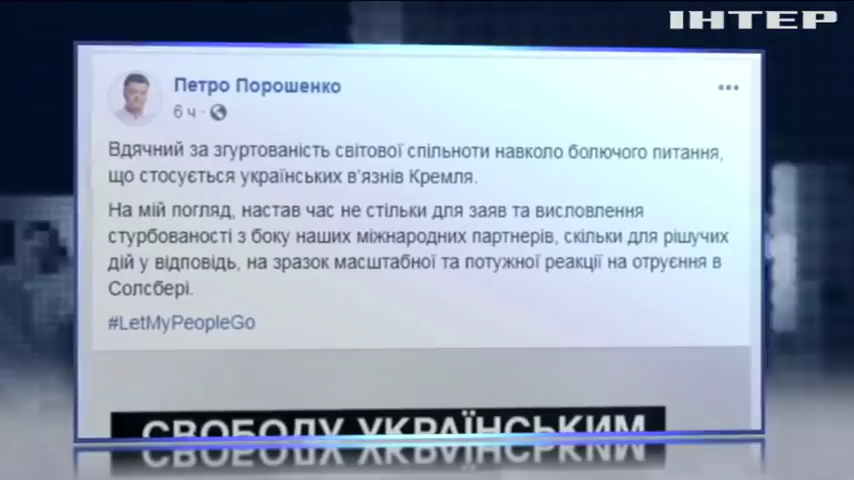 ІНТЕР
Петро Порошенко
6 ч ·
Вдячний за згуртованість світової спільноти навколо болючого питання,
що стосується українських в'язнів Кремля.
На мій погляд, настав час не стільки для заяв та висловлення
стурбованості з боку наших міжнародних партнерів, скільки для рішучих
дій у відповідь, на зразок масштабної та потужної реакції на отруєння в
Солсбері.
#LetMyPeopleGo
СВОБОДУ УКРАЇНСЬКИМ